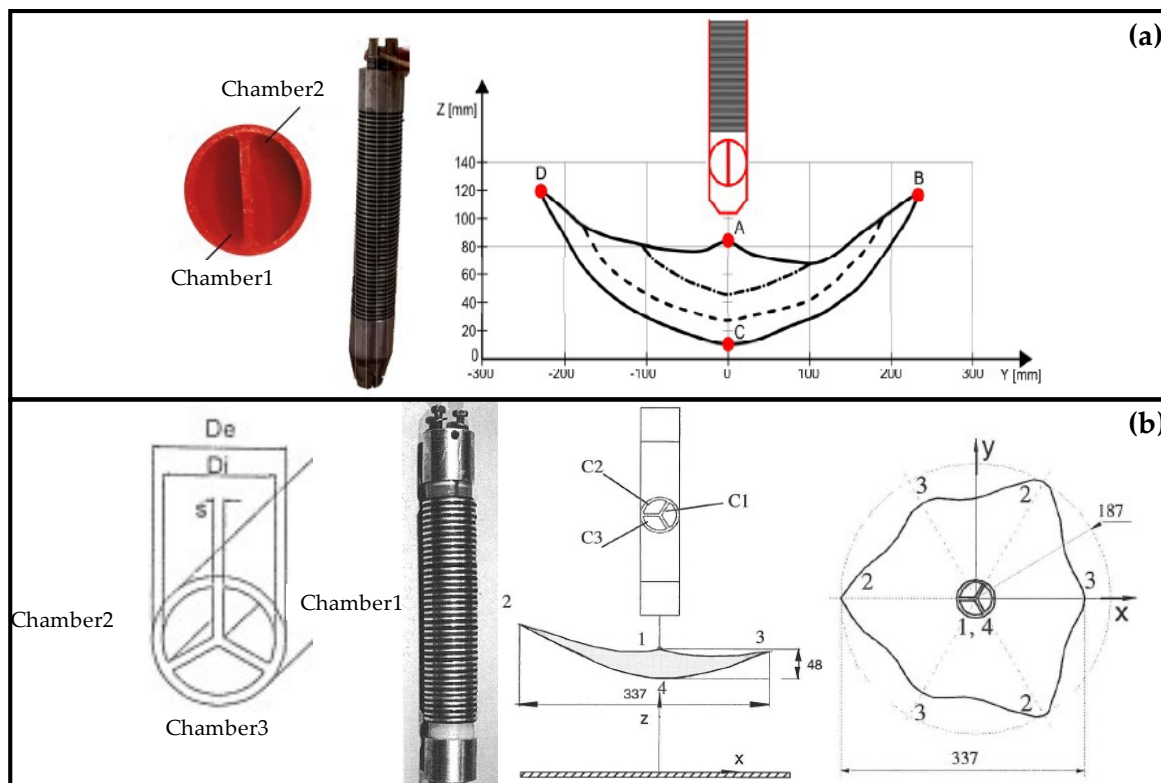 (a)
Chamber2
Chamber1
Z [mm]
140
120
100
80
60
40
20
0
-300
-200
-100
0
100
200
300
Y [mm]
D
B
A
C
(b)
De
Di
s
Chamber2
Chamber1
Chamber3
C2
C1
C3
2
1
3
4
48
337
z
x
y
3
2
187
2
3
x
1, 4
3
2
337